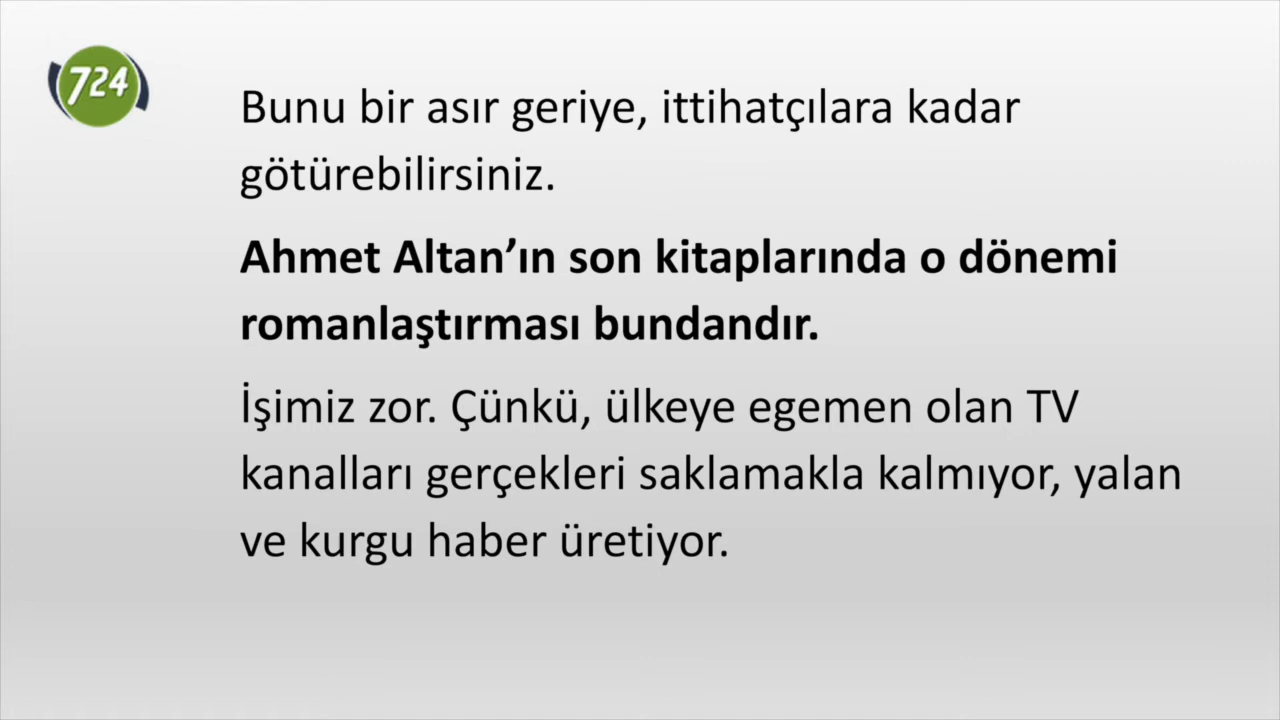 724
Bunu bir asır geriye, ittihatçılara kadar
götürebilirsiniz.
Ahmet Altan’ın son kitaplarında o dönemi
romanlaştırması bundandır.
İşimiz zor. Çünkü, ülkeye egemen olan TV
kanalları gerçekleri saklamakla kalmıyor, yalan
ve kurgu haber üretiyor.